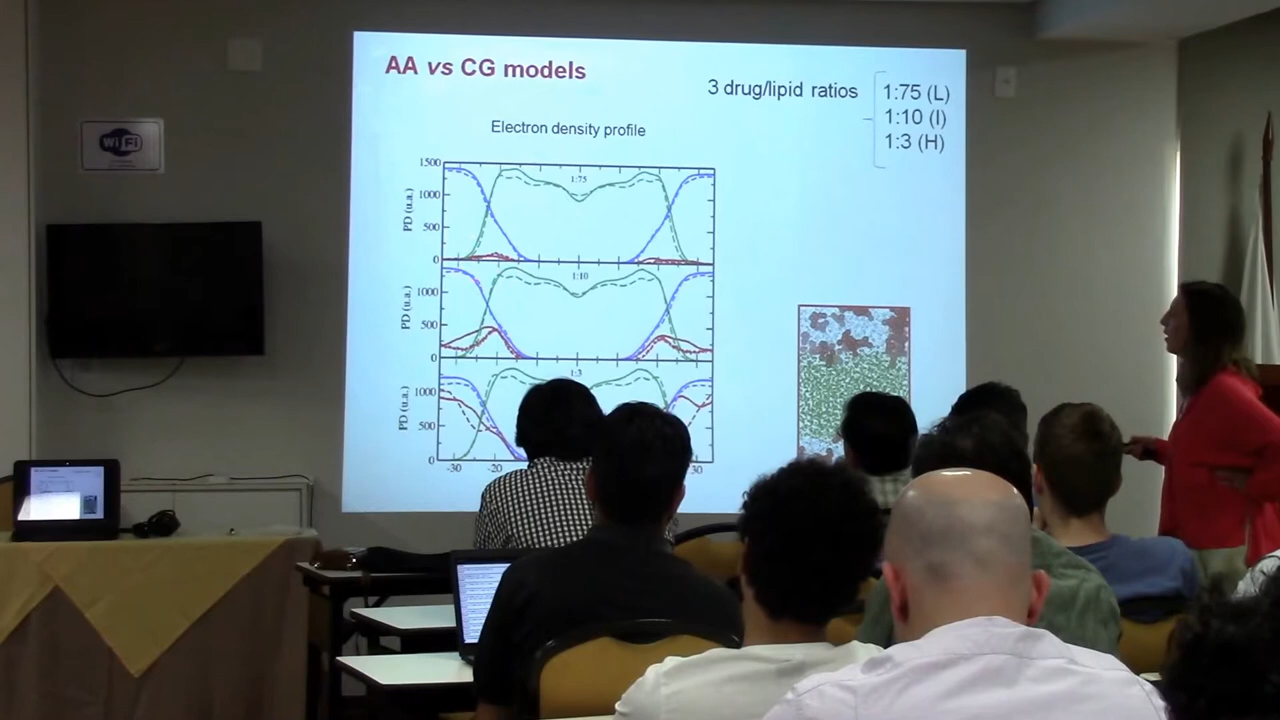 AA vs CG models
3 drug/lipid ratios
1:75 (L)
1:10 (I)
1:3 (H)
Electron density profile
1500
1000
500
0
PD (u.a.)
1:75
1000
500
0
PD (u.a.)
1:10
1000
500
0
PD (u.a.)
1:3
-30
-20
30
Wi Fi